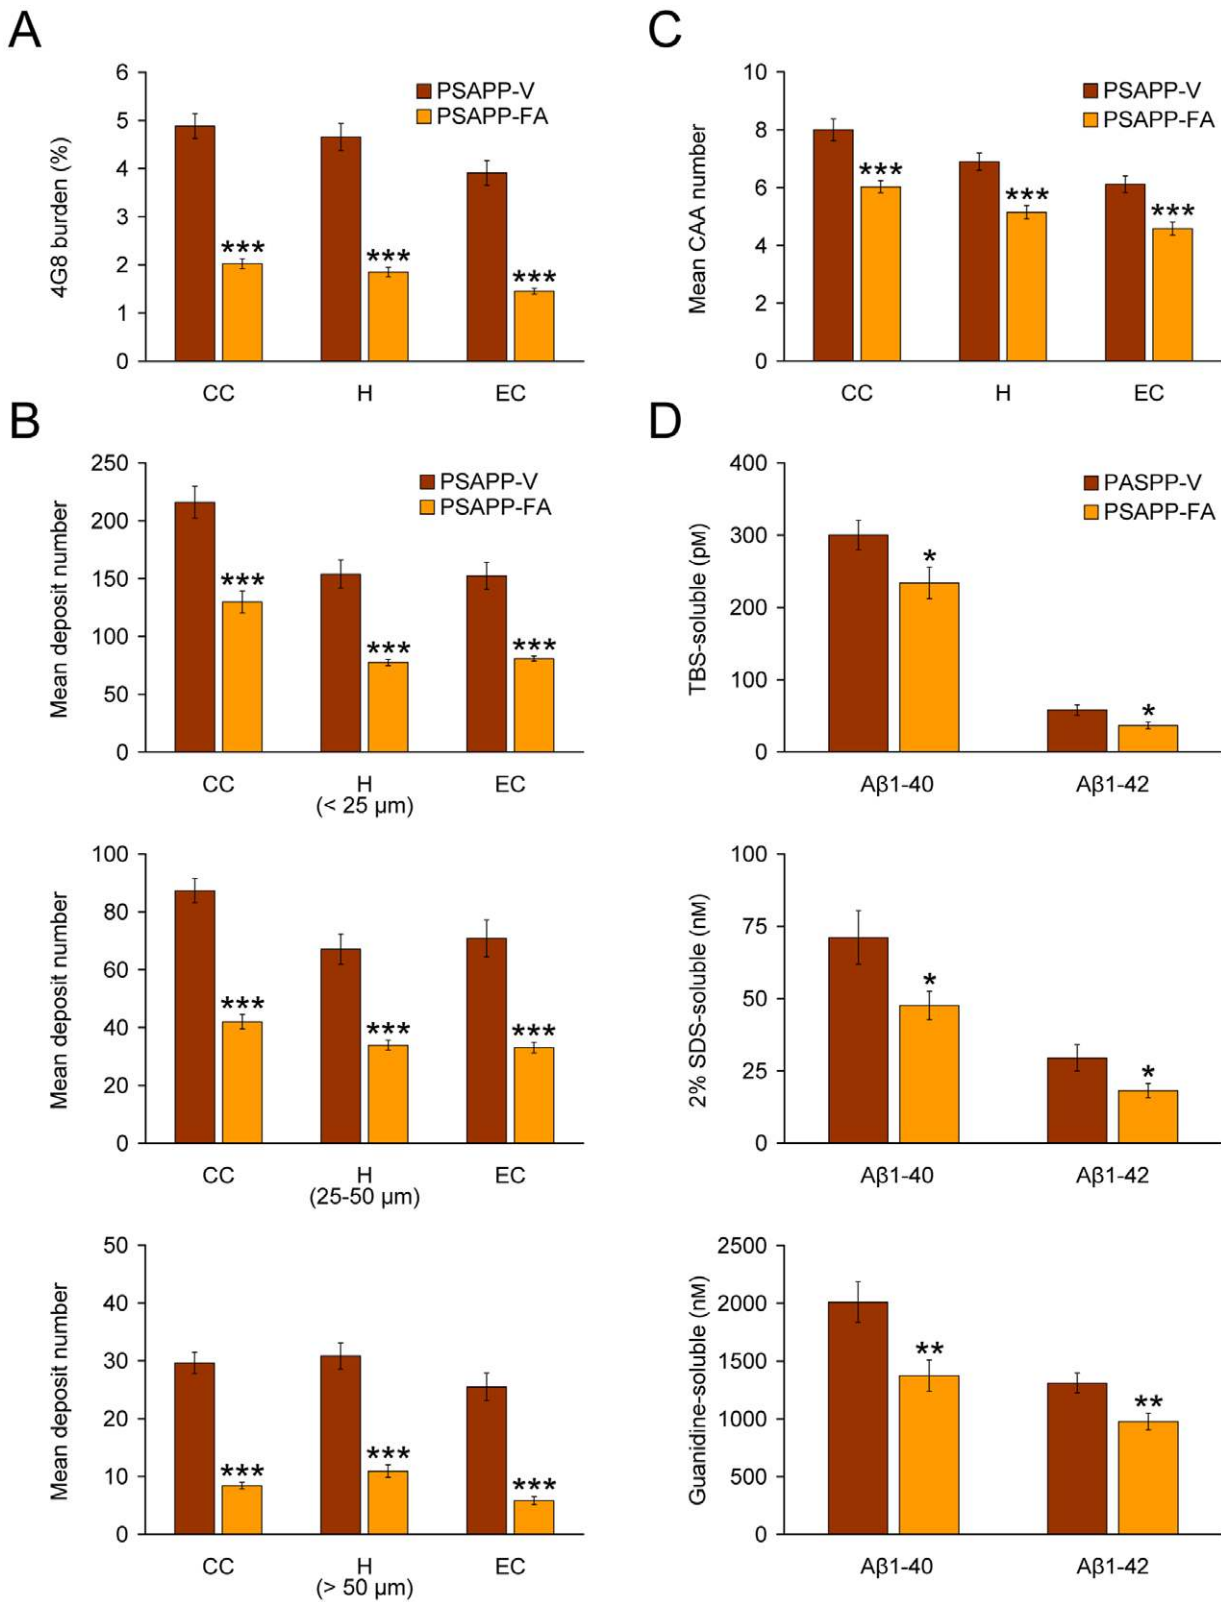 A
6
5
4
3
2
1
0
4G8 burden (%)
PSAPP-V
PSAPP-FA
***
***
***
CC H EC
C
10
8
6
4
2
0
Mean CAA number
PSAPP-V
PSAPP-FA
***
***
***
CC H EC
B
250
200
150
100
50
0
Mean deposit number
PSAPP-V
PSAPP-FA
***
***
***
CC H EC
(< 25 µm)
100
80
60
40
20
0
Mean deposit number
***
***
***
CC H EC
(25-50 µm)
50
40
30
20
10
0
Mean deposit number
***
***
***
CC H EC
(> 50 µm)
D
400
300
200
100
0
TBS-soluble (pM)
PASPP-V
PSAPP-FA
*
*
Aβ1-40 Aβ1-42
100
75
50
25
0
2% SDS-soluble (nM)
*
*
Aβ1-40 Aβ1-42
2500
2000
1500
1000
500
0
Guanidine-soluble (nM)
**
**
Aβ1-40 Aβ1-42